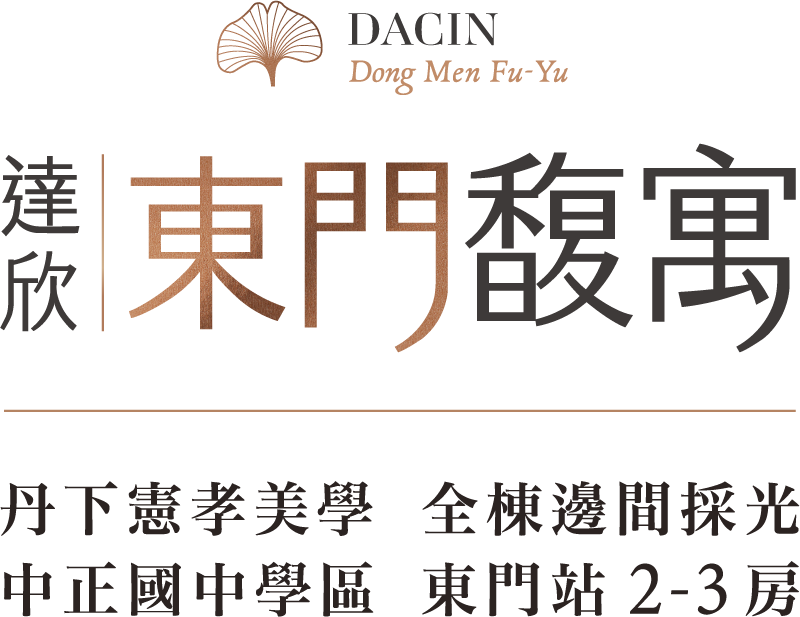 DACIN
Dong Men Fu-Yu
達欣
東門馥寓
丹下憲孝美學 全棟邊間採光
中正國中學區 東門站2-3房